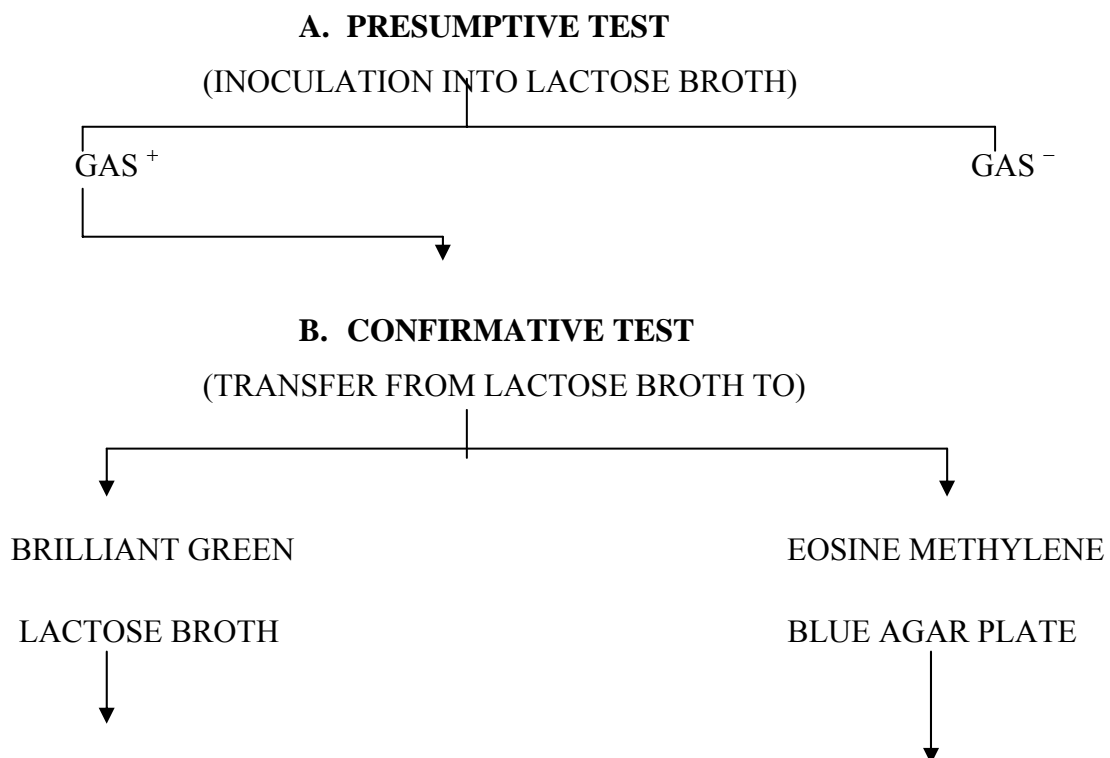 A. PRESUMPTIVE TEST
(INOCULATION INTO LACTOSE BROTH)
GAS + GAS –
B. CONFIRMATIVE TEST
(TRANSFER FROM LACTOSE BROTH TO)
BRILLIANT GREEN EOSINE METHYLENE
LACTOSE BROTH BLUE AGAR PLATE